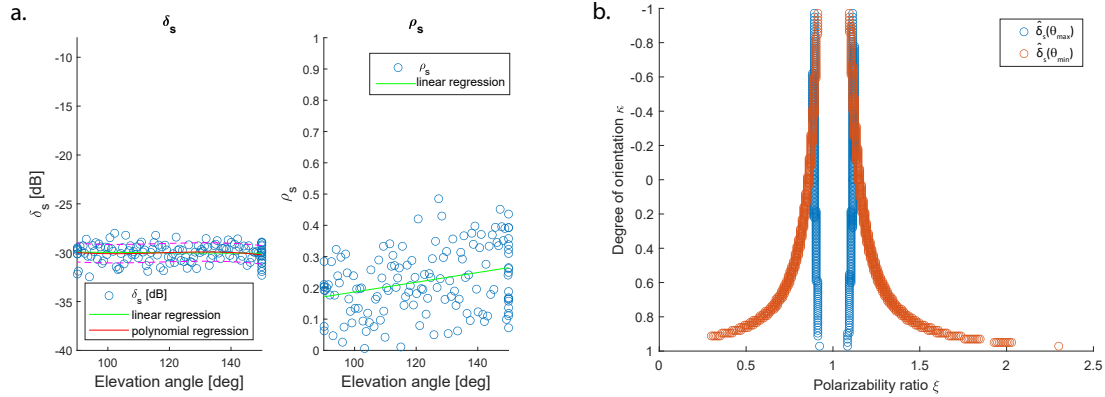 a.
δs
δs [dB]
-10
-15
-20
-25
-30
-35
-40
100
120
140
Elevation angle [deg]
δs [dB]
linear regression
polynomial regression
ρs
ρs
1
0.9
0.8
0.7
0.6
0.5
0.4
0.3
0.2
0.1
0
100
120
140
Elevation angle [deg]
ρs
linear regression
b.
Degree of orientation κ
-1
-0.8
-0.6
-0.4
-0.2
0
0.2
0.4
0.6
0.8
1
0
0.5
1
1.5
2
2.5
Polarizability ratio ξ
δ̂s(θmax)
δ̂s(θmin)